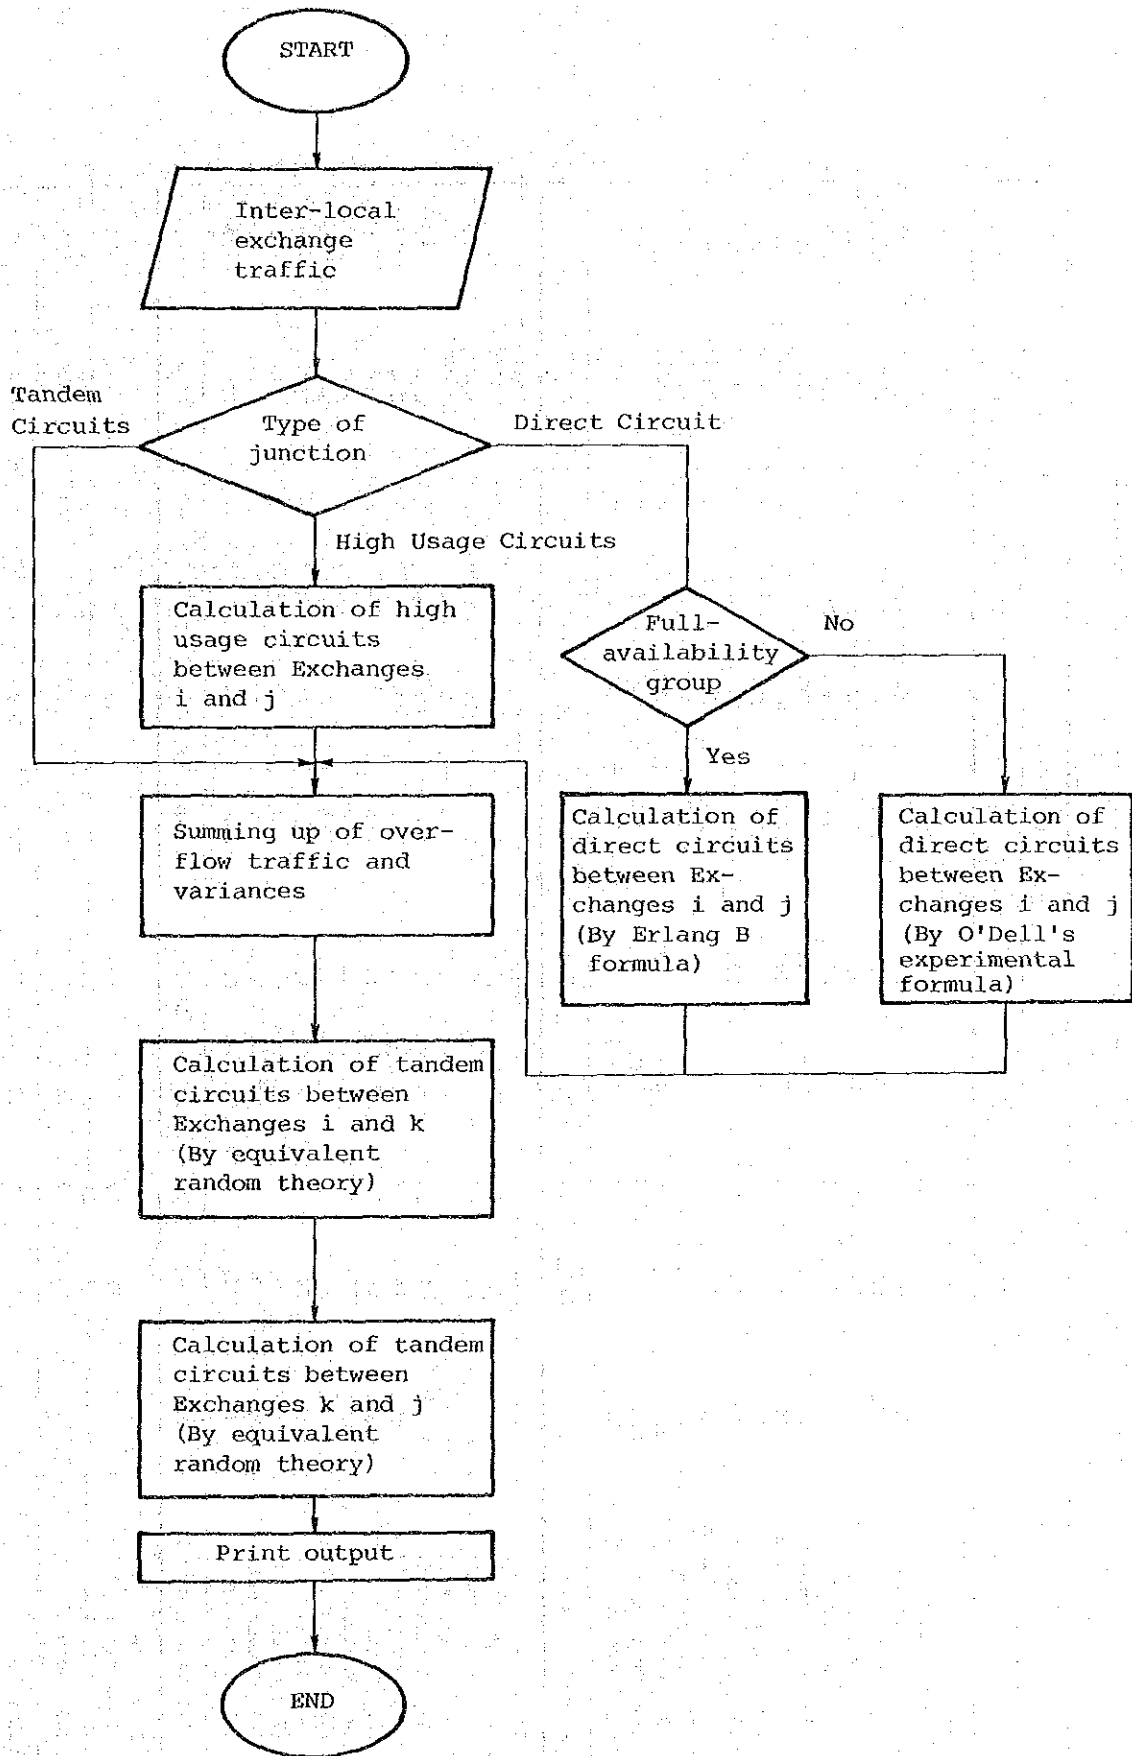 START
Inter-local
exchange
traffic
Tandem
Circuits
Type of
junction
Direct Circuit
High Usage Circuits
Calculation of high
usage circuits
between Exchanges
i and j
Full-
availability
group
No
Yes
Summing up of over-
flow traffic and
variances
Calculation of
direct circuits
between Ex-
changes i and j
(By Erlang B
formula)
Calculation of
direct circuits
between Ex-
changes i and j
(By O'Dell's
experimental
formula)
Calculation of tandem
circuits between
Exchanges i and k
(By equivalent
random theory)
Calculation of tandem
circuits between
Exchanges k and j
(By equivalent
random theory)
Print output
END